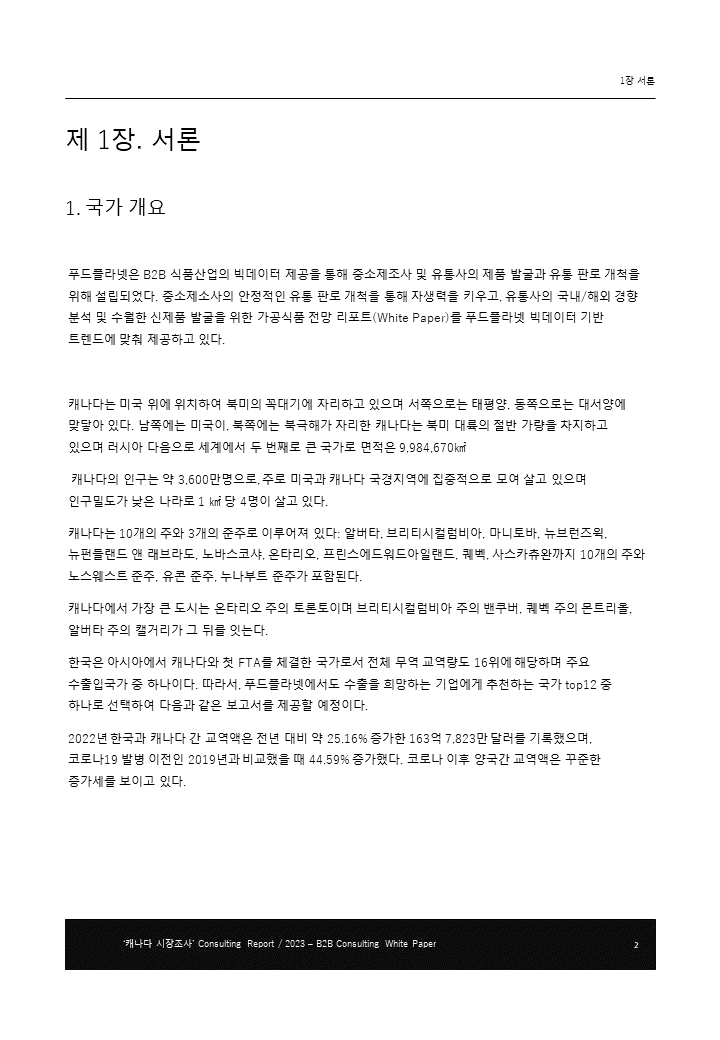 1장 서론
제 1장. 서론
1. 국가 개요
푸드플라넷은 B2B 식품산업의 빅데이터 제공을 통해 중소제조사 및 유통사의 제품 발굴과 유통 판로 개척을
위해 설립되었다. 중소제소사의 안정적인 유통 판로 개척을 통해 자생력을 키우고, 유통사의 국내/해외 경향
분석 및 수월한 신제품 발굴을 위한 가공식품 전망 리포트(White Paper)를 푸드플라넷 빅데이터 기반
트렌드에 맞춰 제공하고 있다.
캐나다는 미국 위에 위치하여 북미의 꼭대기에 자리하고 있으며 서쪽으로는 태평양, 동쪽으로는 대서양에
맞닿아 있다. 남쪽에는 미국이, 북쪽에는 북극해가 자리한 캐나다는 북미 대륙의 절반 가량을 차지하고
있으며 러시아 다음으로 세계에서 두 번째로 큰 국가로 면적은 9,984,670㎢
캐나다의 인구는 약 3,600만명으로, 주로 미국과 캐나다 국경지역에 집중적으로 모여 살고 있으며
인구밀도가 낮은 나라로 1 ㎢ 당 4명이 살고 있다.
캐나다는 10개의 주와 3개의 준주로 이루어져 있다: 알버타, 브리티시컬럼비아, 마니토바, 뉴브런즈윅,
뉴펀들랜드 앤 래브라도, 노바스코샤, 온타리오, 프린스에드워드아일랜드, 퀘벡, 사스카츄완까지 10개의 주와
노스웨스트 준주, 유콘 준주, 누나부트 준주가 포함된다.
캐나다에서 가장 큰 도시는 온타리오 주의 토론토이며 브리티시컬럼비아 주의 밴쿠버, 퀘벡 주의 몬트리올,
알버타 주의 캘거리가 그 뒤를 잇는다.
한국은 아시아에서 캐나다와 첫 FTA를 체결한 국가로서 전체 무역 교역량도 16위에 해당하며 주요
수출입국가 중 하나이다. 따라서, 푸드플라넷에서도 수출을 희망하는 기업에게 추천하는 국가 top12 중
하나로 선택하여 다음과 같은 보고서를 제공할 예정이다.
2022년 한국과 캐나다 간 교역액은 전년 대비 약 25.16% 증가한 163억 7,823만 달러를 기록했으며,
코로나19 발병 이전인 2019년과 비교했을 때 44.59% 증가했다. 코로나 이후 양국간 교역액은 꾸준한
증가세를 보이고 있다.
'캐나다 시장조사' Consulting Report / 2023 – B2B Consulting White Paper
2